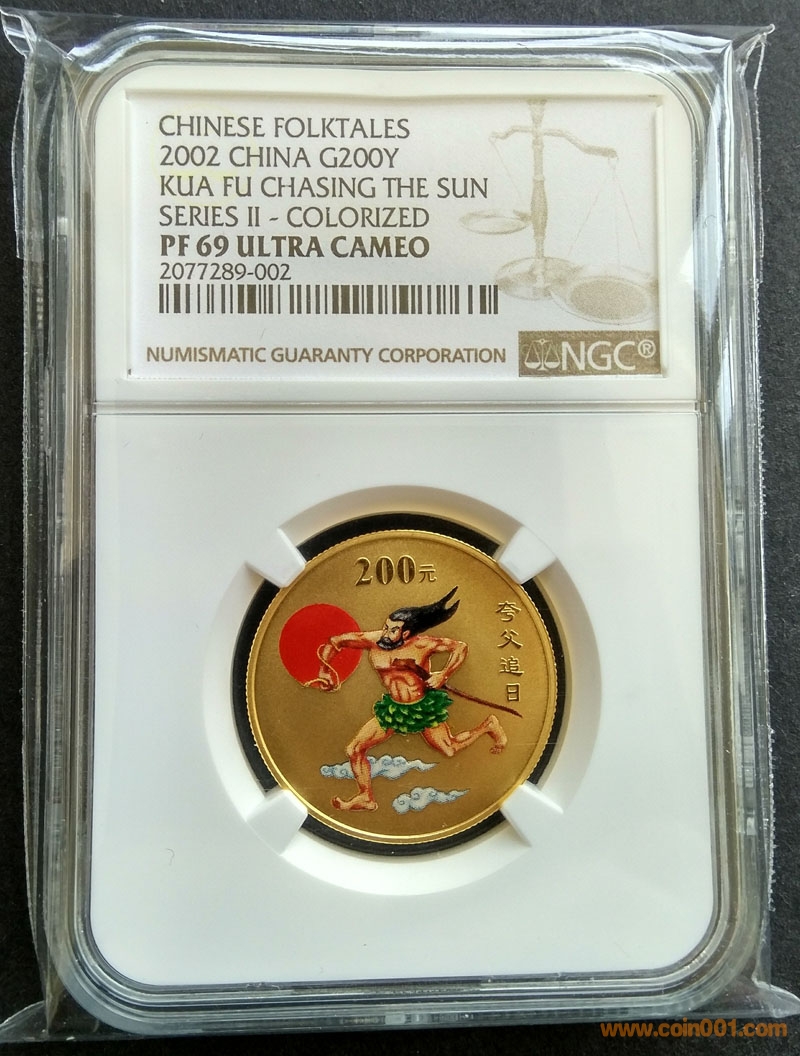 CHINESE FOLKTALES
2002 CHINA G200Y
KUA FU CHASING THE SUN
SERIES II - COLORIZED
PF 69 ULTRA CAMEO
2077289-002
NUMISMATIC GUARANTY CORPORATION
NGC®
200元
夸父追日
www.coin001.com